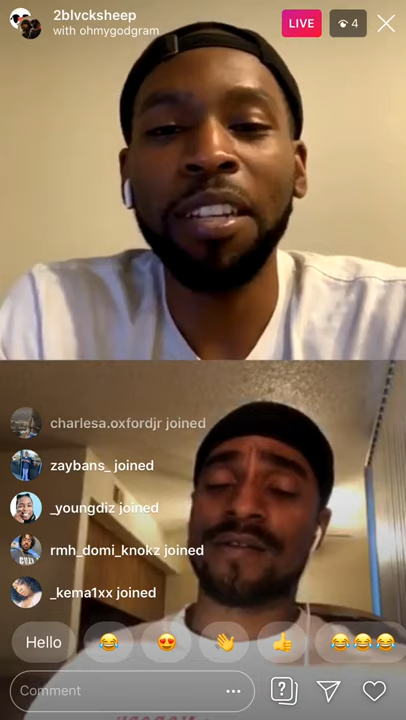 2blvcksheep
with ohmygodgram
LIVE
4
charlesa.oxfordjr joined
zaybans_ joined
_youngdiz joined
rmh_domi_knokz joined
_kema1xx joined
Hello
Comment
?